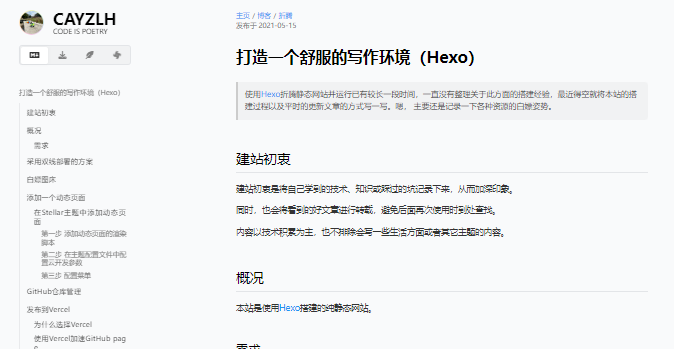 CAYZLH
CODE IS POETRY
打造一个舒服的写作环境（Hexo）
建站初衷
概况
需求
采用双线部署的方案
白嫖图床
添加一个动态页面
在Stellar主题中添加动态页
面
第一步 添加动态页面的渲染
脚本
第二步 在主题配置文件中配
置云开发参数
第三步 配置菜单
GitHub仓库管理
发布到Vercel
为什么选择Vercel
使用Vercel加速GitHub pag
主页 / 博客 / 折腾
发布于 2021-05-15
打造一个舒服的写作环境（Hexo）
使用Hexo折腾静态网站并运行已有较长一段时间，一直没有整理关于此方面的搭建经验，最近得空就将本站的搭
建过程以及平时的更新文章的方式写一写。嗯， 主要还是记录一下各种资源的白嫖姿势。
建站初衷
建站初衷是将自己学到的技术、知识或踩过的坑记录下来，从而加深印象。
同时，也会将看到的好文章进行转载，避免后面再次使用时到处查找。
内容以技术积累为主，也不排除会写一些生活方面或者其它主题的内容。
概况
本站是使用Hexo搭建的纯静态网站。
需求